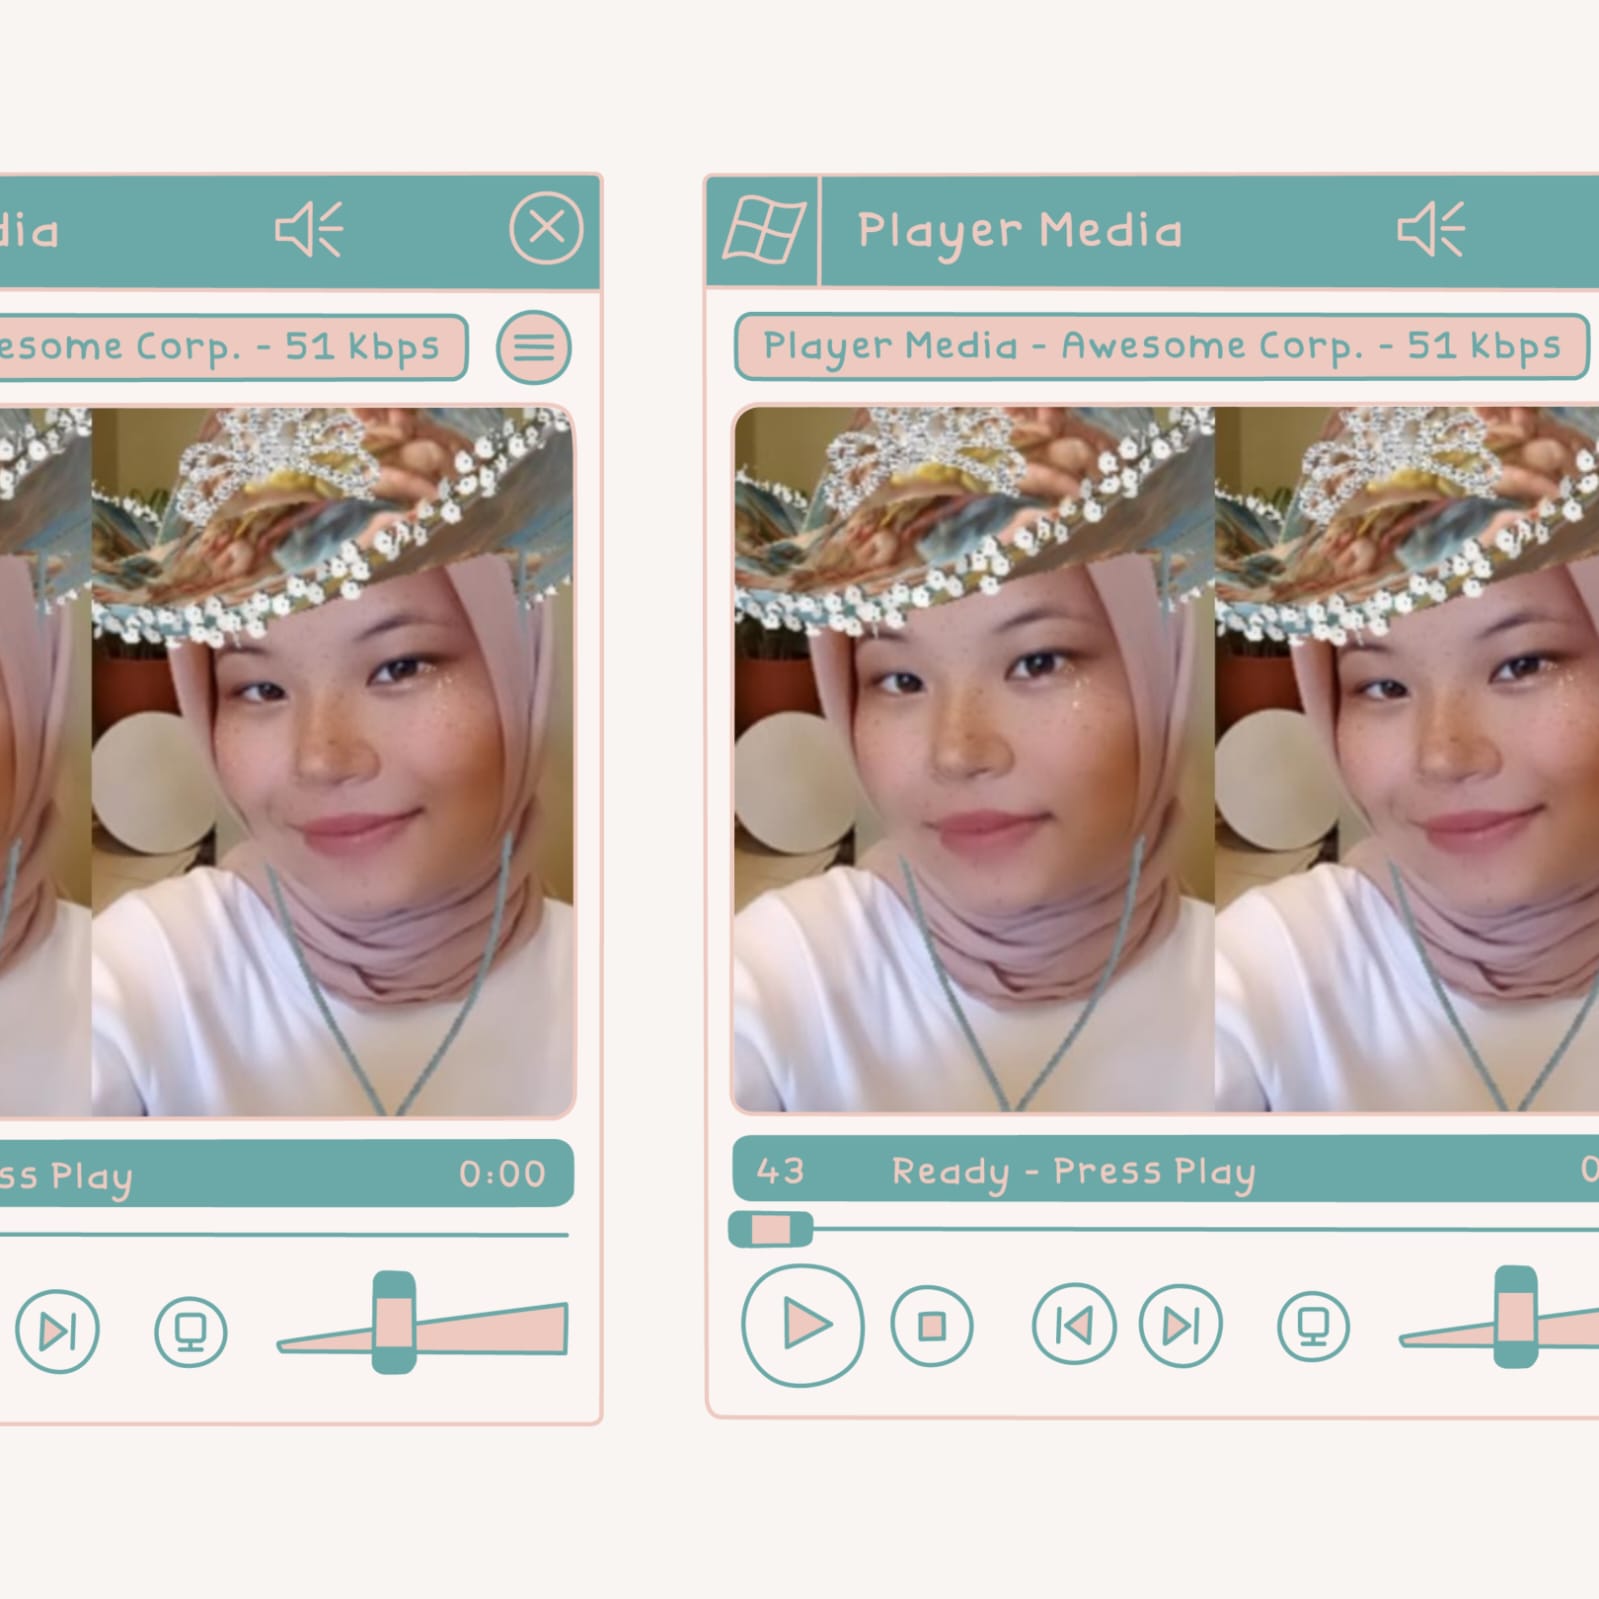 dia
esome Corp. - 51 Kbps
ss Play 0:00
Player Media
Player Media - Awesome Corp. - 51 Kbps
43 Ready - Press Play 0